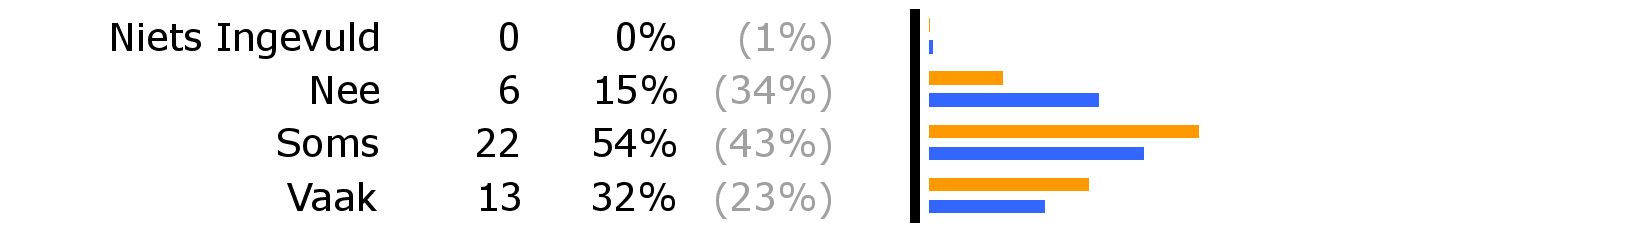 Niets Ingevuld 0 0% (1%)
Nee 6 15% (34%)
Soms 22 54% (43%)
Vaak 13 32% (23%)